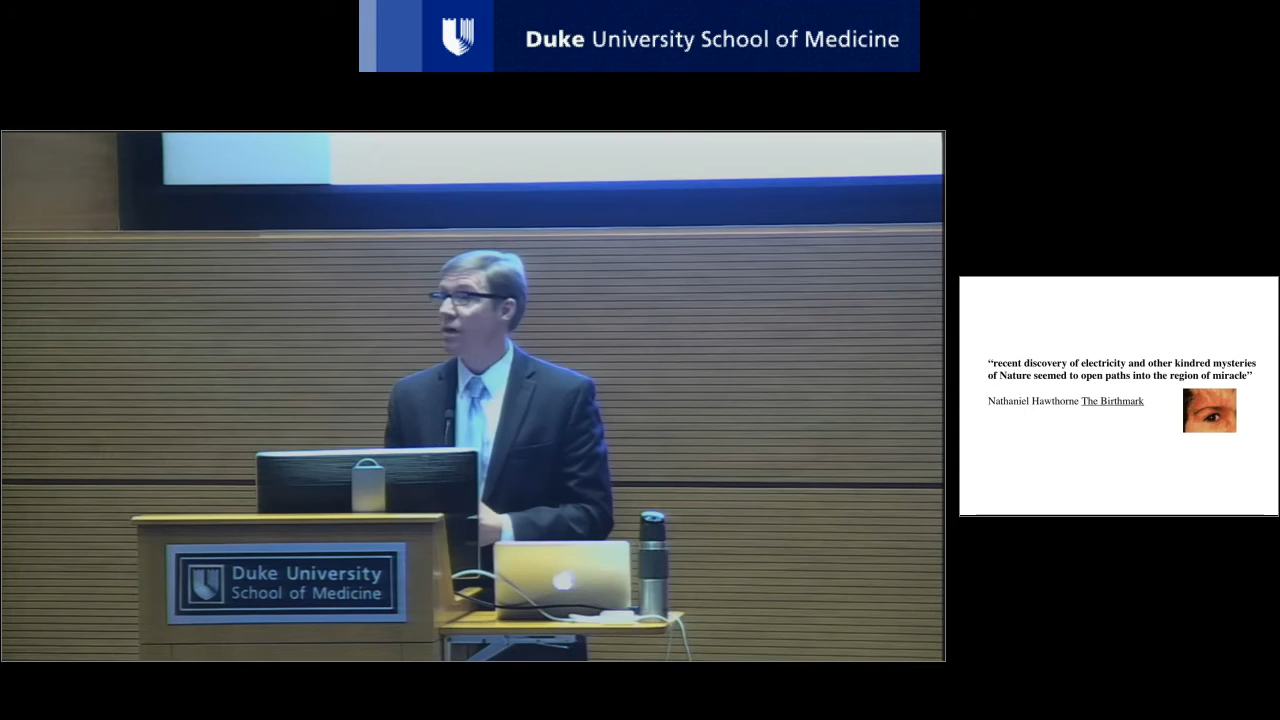 Duke University School of Medicine
“recent discovery of electricity and other kindred mysteries
of Nature seemed to open paths into the region of miracle”
Nathaniel Hawthorne The Birthmark
Duke University
School of Medicine